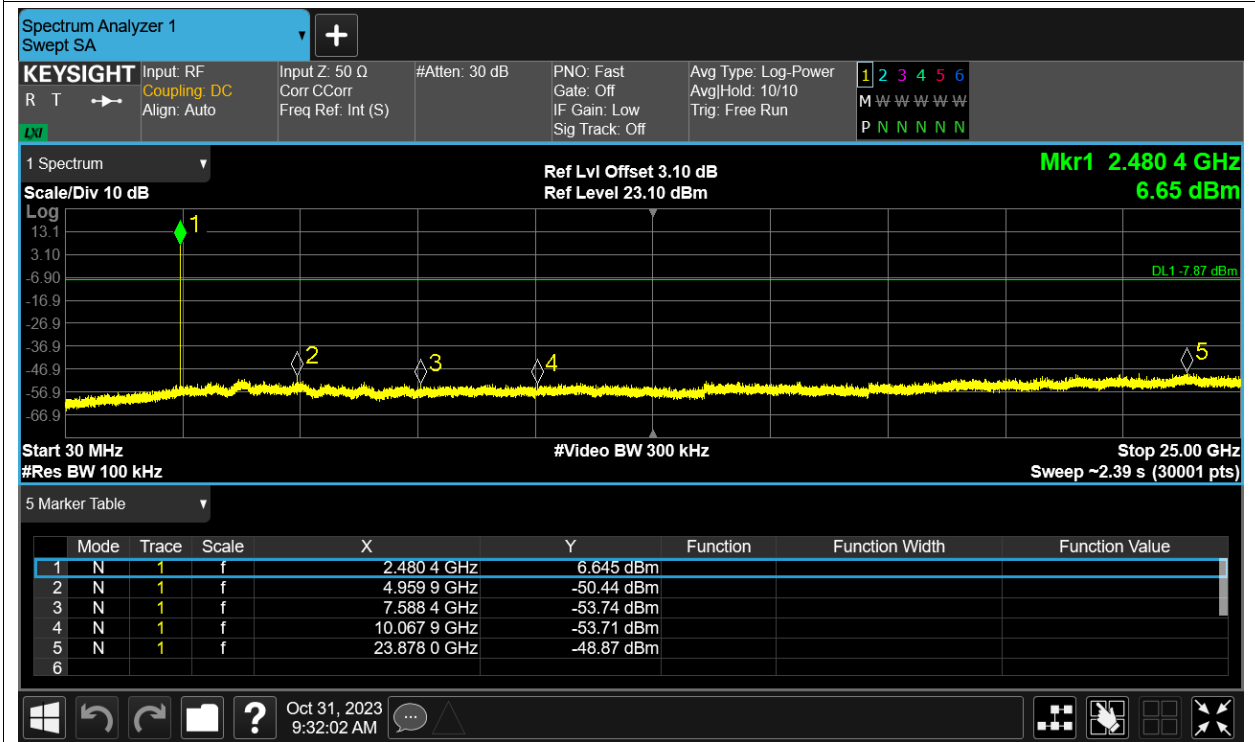 Spectrum Analyzer 1
Swept SA
+
KEYSIGHT
R T
LXI
Input: RF
Coupling: DC
Align: Auto
Input Z: 50 Ω
Corr CCorr
Freq Ref: Int (S)
#Atten: 30 dB
PNO: Fast
Gate: Off
IF Gain: Low
Sig Track: Off
Avg Type: Log-Power
Avg|Hold: 10/10
Trig: Free Run
1 2 3 4 5 6
M W W W W W
P N N N N N
1 Spectrum
Scale/Div 10 dB
Ref Lvl Offset 3.10 dB
Ref Level 23.10 dBm
Mkr1 2.480 4 GHz
6.65 dBm
Log
13.1
3.10
-6.90
-16.9
-26.9
-36.9
-46.9
-56.9
-66.9
1
DL1 -7.87 dBm
2
3
4
5
Start 30 MHz
#Video BW 300 kHz
Stop 25.00 GHz
#Res BW 100 kHz
Sweep ~2.39 s (30001 pts)
5 Marker Table
Mode Trace Scale X Y Function Function Width Function Value
1 N 1 f 2.480 4 GHz 6.645 dBm
2 N 1 f 4.959 9 GHz -50.44 dBm
3 N 1 f 7.588 4 GHz -53.74 dBm
4 N 1 f 10.067 9 GHz -53.71 dBm
5 N 1 f 23.878 0 GHz -48.87 dBm
6
?
Oct 31, 2023
9:32:02 AM